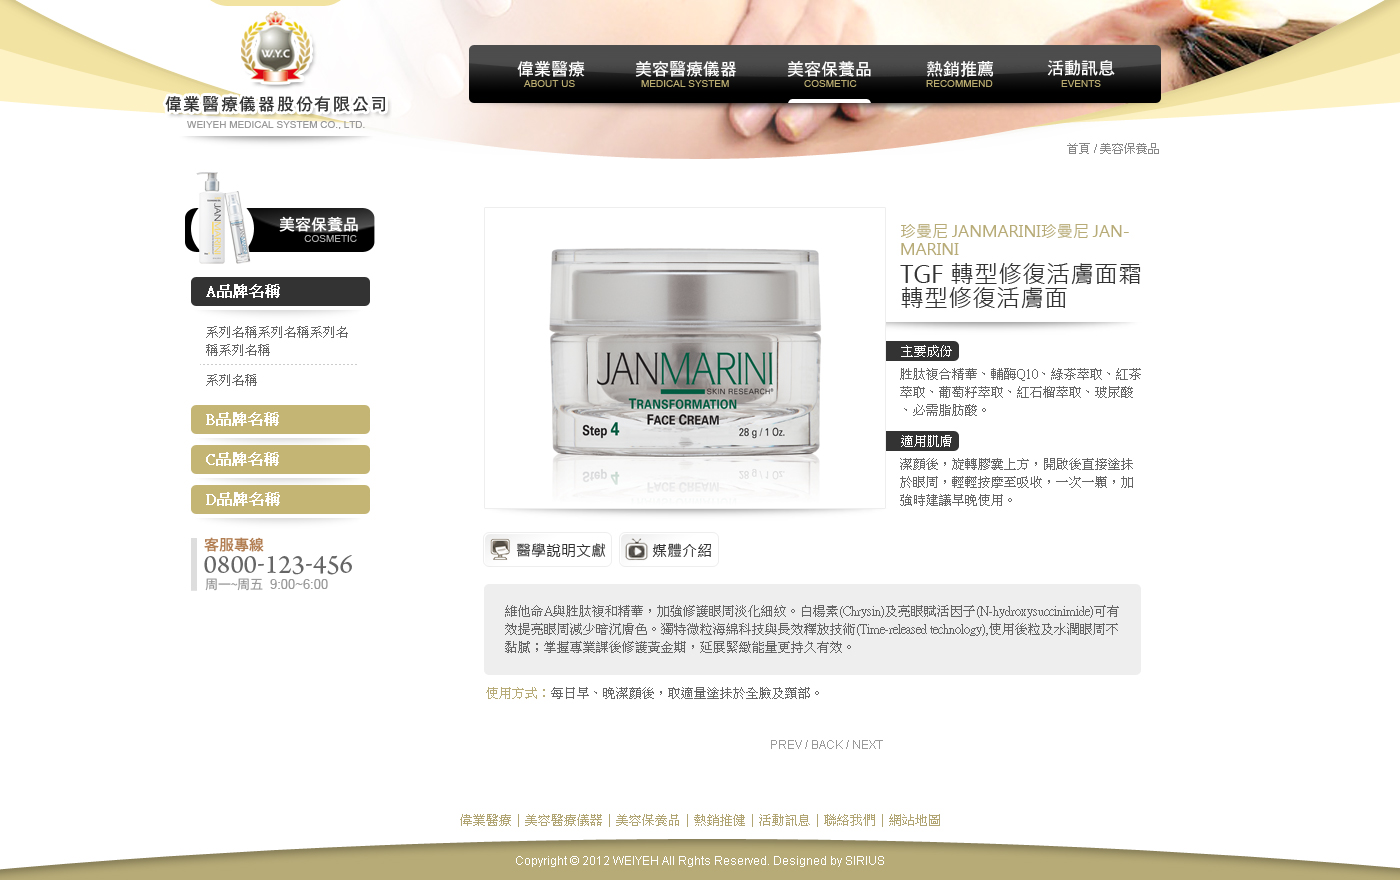 W.Y.C
偉業醫療儀器股份有限公司
WEIYEH MEDICAL SYSTEM CO., LTD.
偉業醫療 美容醫療儀器 美容保養品 熱銷推薦 活動訊息
ABOUT US MEDICAL SYSTEM COSMETIC RECOMMEND EVENTS
首頁 / 美容保養品
美容保養品
COSMETIC
A品牌名稱
系列名稱系列名稱系列名
稱系列名稱
系列名稱
B品牌名稱
C品牌名稱
D品牌名稱
客服專線
0800-123-456
周一~周五 9:00~6:00
JANMARINI
SKIN RESEARCH®
TRANSFORMATION
FACE CREAM
Step 4
28 g / 1 Oz.
珍曼尼 JANMARINI珍曼尼 JAN-
MARINI
TGF 轉型修復活膚面霜
轉型修復活膚面
主要成份
胜肽複合精華、輔酶Q10、綠茶萃取、紅茶
萃取、葡萄籽萃取、紅石榴萃取、玻尿酸
、必需脂肪酸。
適用肌膚
潔顏後，旋轉膠囊上方，開啟後直接塗抹
於眼周，輕輕按摩至吸收，一次一顆，加
強時建議早晚使用。
醫學說明文獻 媒體介紹
維他命A與胜肽複和精華，加強修護眼周淡化細紋。白楊素(Chrysin)及亮眼賦活因子(N-hydroxysuccinimide)可有
效提亮眼周減少暗沉膚色。獨特微粒海綿科技與長效釋放技術(Time-released technology),使用後粒及水潤眼周不
黏膩；掌握專業課後修護黃金期，延展緊緻能量更持久有效。
使用方式：每日早、晚潔顏後，取適量塗抹於全臉及頸部。
PREV / BACK / NEXT
偉業醫療｜美容醫療儀器｜美容保養品｜熱銷推健｜活動訊息｜聯絡我們｜網站地圖
Copyright © 2012 WEIYEH All Rghts Reserved. Designed by SIRIUS